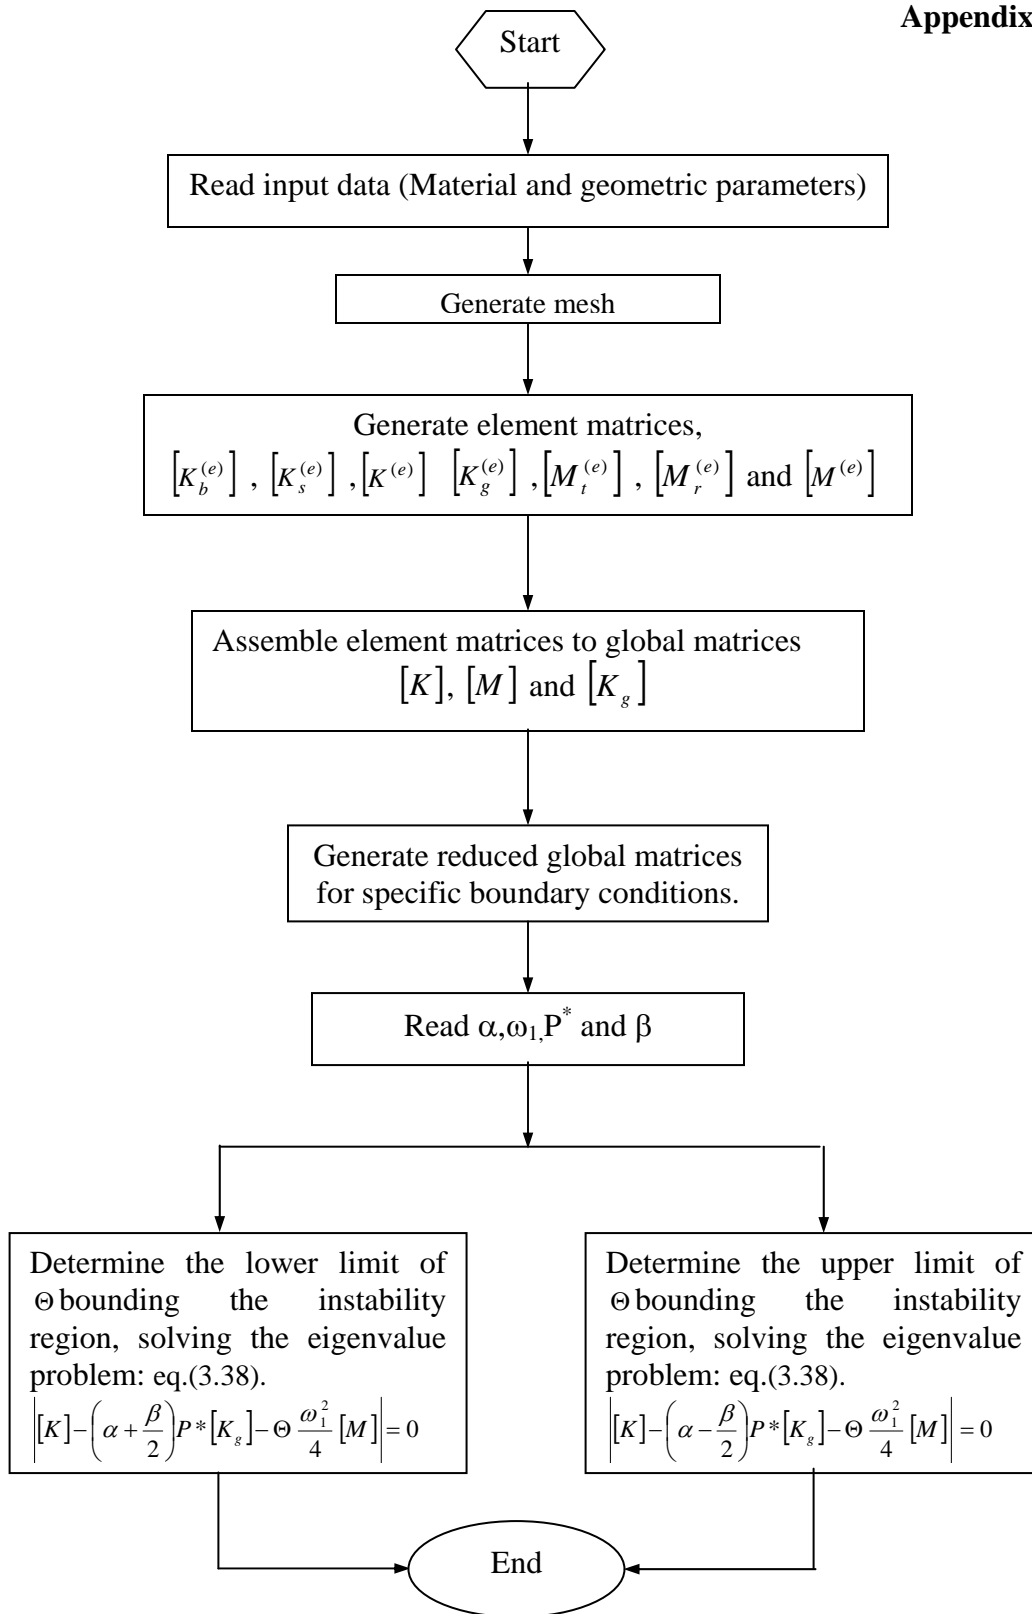 Appendix
Start
Read input data (Material and geometric parameters)
Generate mesh
Generate element matrices,
[K_b^(e)] , [K_s^(e)] ,[K^(e)] [K_g^(e)] ,[M_t^(e)] , [M_r^(e)] and [M^(e)]
Assemble element matrices to global matrices
[K], [M] and [K_g]
Generate reduced global matrices
for specific boundary conditions.
Read α,ω₁,P* and β
Determine the lower limit of
Θ bounding the instability
region, solving the eigenvalue
problem: eq.(3.38).
|[K]-(α+β/2)P*[K_g]-Θ ω₁²/4 [M]|=0
Determine the upper limit of
Θ bounding the instability
region, solving the eigenvalue
problem: eq.(3.38).
|[K]-(α-β/2)P*[K_g]-Θ ω₁²/4 [M]|=0
End